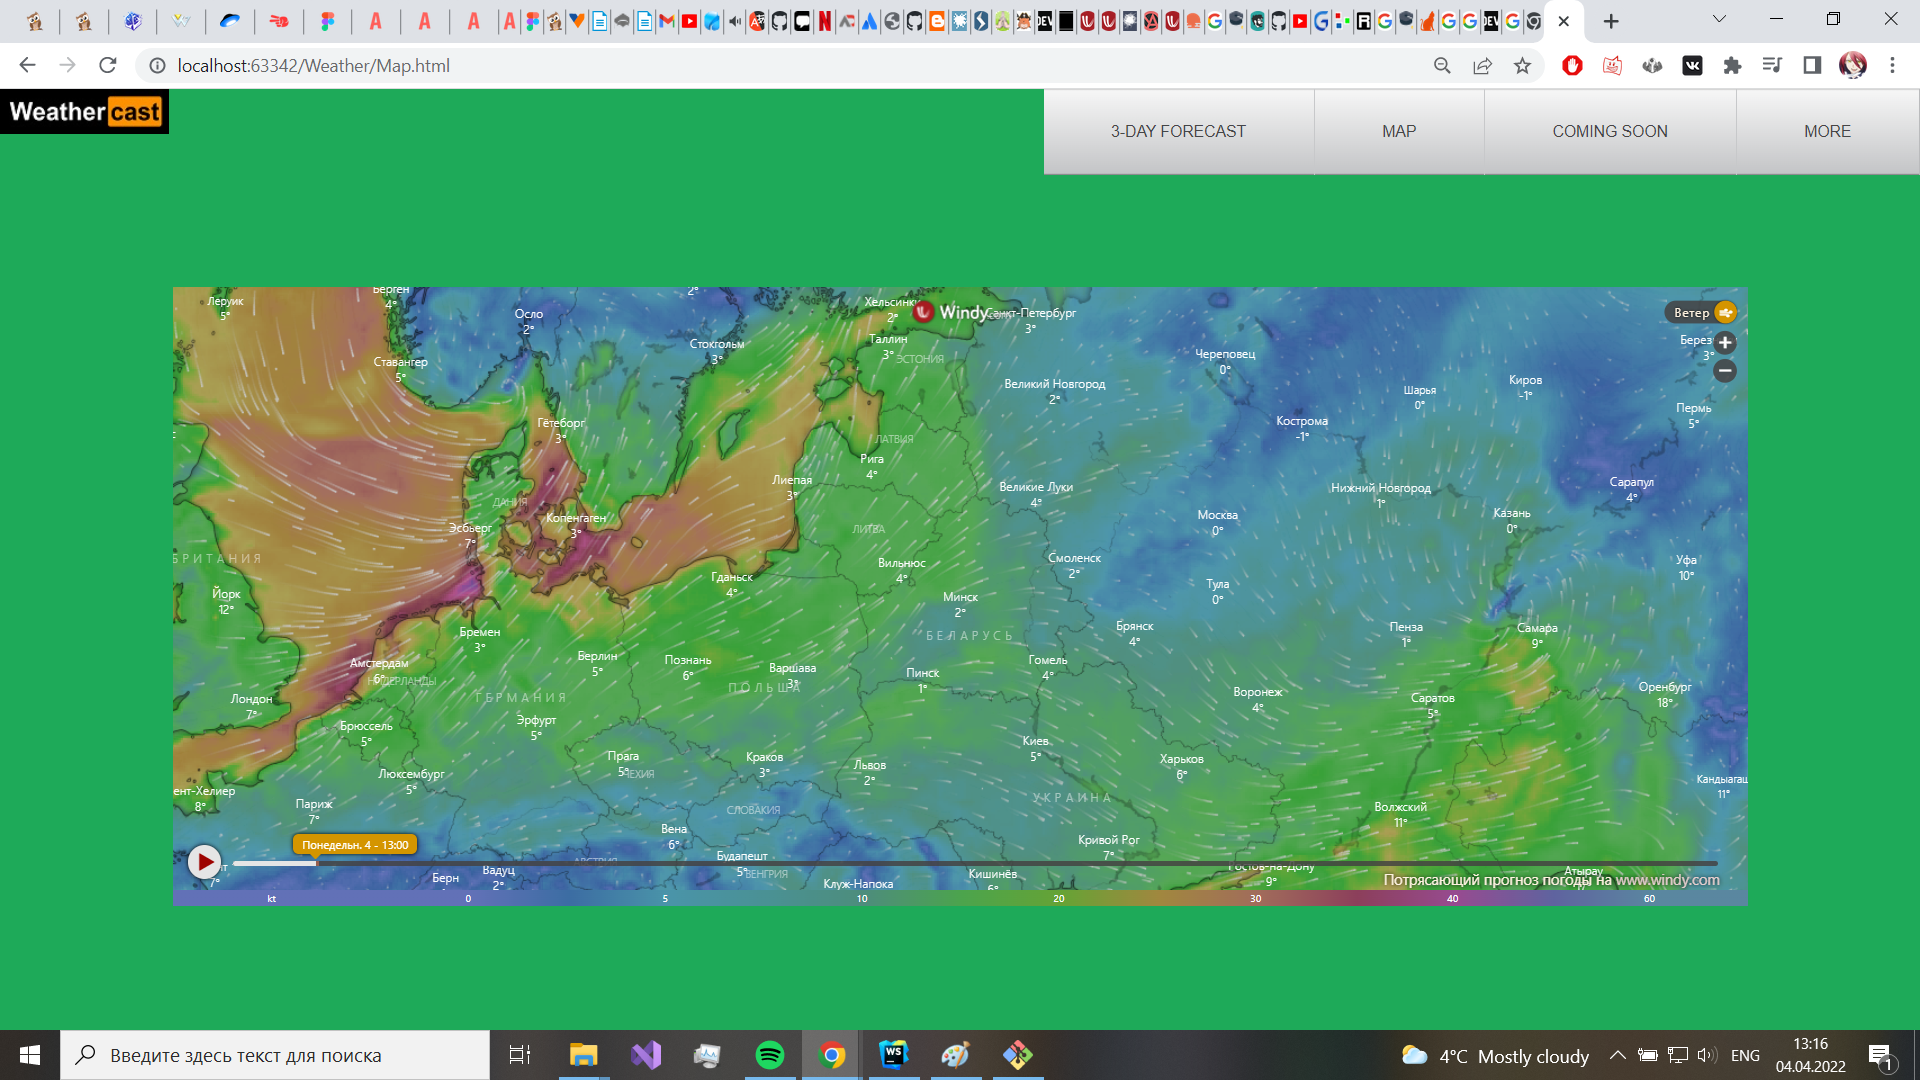 localhost:63342/Weather/Map.html
Weather cast
3-DAY FORECAST
MAP
COMING SOON
MORE
Леруик
5°
Берген
4°
Осло
2°
2°
Хельсинки
2°
Windy.com
Санкт-Петербург
3°
Ветер
Ставангер
5°
Стокгольм
3°
Таллин
3°
ЭСТОНИЯ
Череповец
0°
Берез
3°
Великий Новгород
2°
Шарья
0°
Киров
-1°
Пермь
5°
Гётеборг
3°
ЛАТВИЯ
Кострома
-1°
Рига
4°
Лиепая
3°
Великие Луки
4°
Нижний Новгород
1°
Сарапул
4°
ДАНИЯ
Копенгаген
3°
Эсбьерг
7°
ЛИТВА
Москва
0°
Казань
0°
БРИТАНИЯ
Вильнюс
4°
Смоленск
2°
Уфа
10°
Йорк
12°
Гданьск
4°
Минск
2°
Тула
0°
БЕЛАРУСЬ
Бремен
3°
Брянск
4°
Пенза
1°
Самара
9°
Амстердам
6°
НИДЕРЛАНДЫ
Берлин
5°
Познань
6°
Варшава
3°
ПОЛЬША
Пинск
1°
Гомель
4°
Лондон
7°
ГЕРМАНИЯ
Воронеж
4°
Саратов
5°
Оренбург
18°
Брюссель
5°
Эрфурт
5°
Прага
5°
ЧЕХИЯ
Краков
3°
Львов
2°
Киев
5°
Харьков
6°
Люксембург
5°
ент-Хелиер
8°
Париж
7°
СЛОВАКИЯ
УКРАИНА
Волжский
11°
Кандыагаш
11°
Вена
6°
Кривой Рог
7°
Понедельн. 4 - 13:00
Будапешт
5°
АВСТРИЯ
ВЕНГРИЯ
7°
Берн
Вадуц
2°
Клуж-Напока
Кишинёв
6°
Ростов-на-Дону
9°
Атырау
Потрясающий прогноз погоды на www.windy.com
kt 0 5 10 20 30 40 60
Введите здесь текст для поиска
4°C Mostly cloudy
ENG
13:16
04.04.2022
1